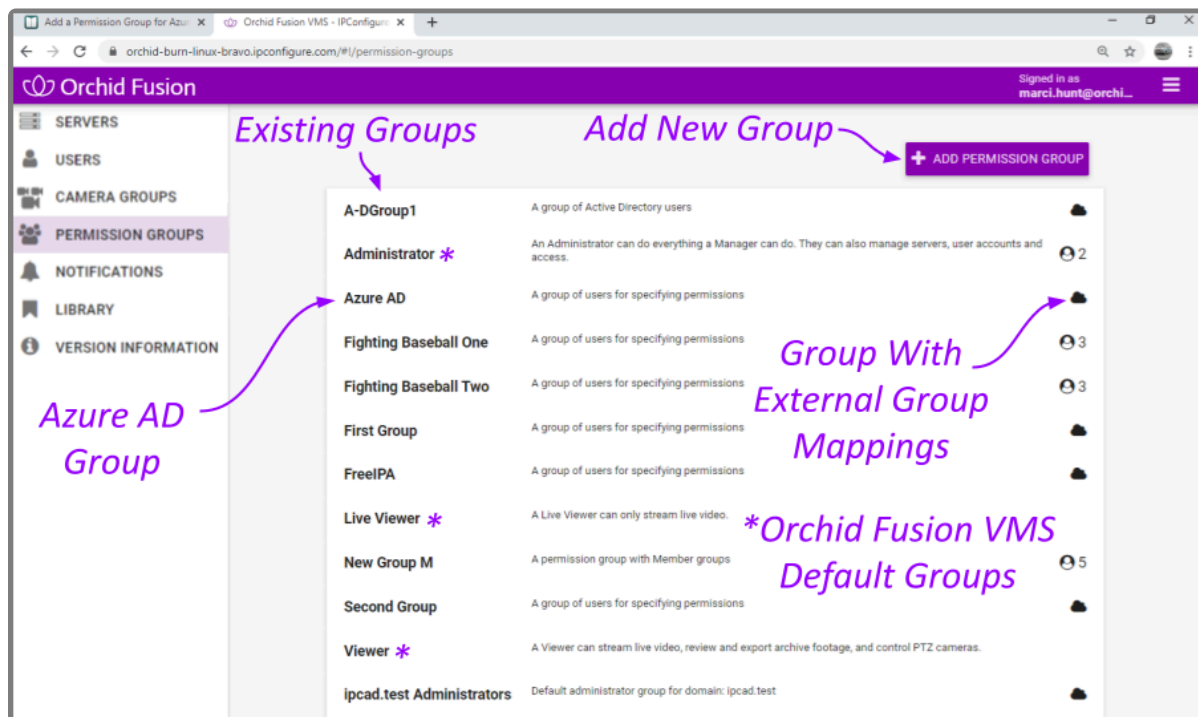 Add a Permission Group for Azur
Orchid Fusion VMS - IPConfigure
orchid-burn-linux-bravo.ipconfigure.com/#!/permission-groups
Orchid Fusion
Signed in as
marci.hunt@orchi...
SERVERS
USERS
CAMERA GROUPS
PERMISSION GROUPS
NOTIFICATIONS
LIBRARY
VERSION INFORMATION
Existing Groups
Add New Group
+ ADD PERMISSION GROUP
A-DGroup1 A group of Active Directory users
Administrator * An Administrator can do everything a Manager can do. They can also manage servers, user accounts and
access. 2
Azure AD A group of users for specifying permissions
Fighting Baseball One A group of users for specifying permissions 3
Fighting Baseball Two A group of users for specifying permissions 3
First Group A group of users for specifying permissions
FreeIPA A group of users for specifying permissions
Live Viewer * A Live Viewer can only stream live video.
New Group M A permission group with Member groups 5
Second Group A group of users for specifying permissions
Viewer * A Viewer can stream live video, review and export archive footage, and control PTZ cameras.
ipcad.test Administrators Default administrator group for domain: ipcad.test
Azure AD
Group
Group With
External Group
Mappings
*Orchid Fusion VMS
Default Groups